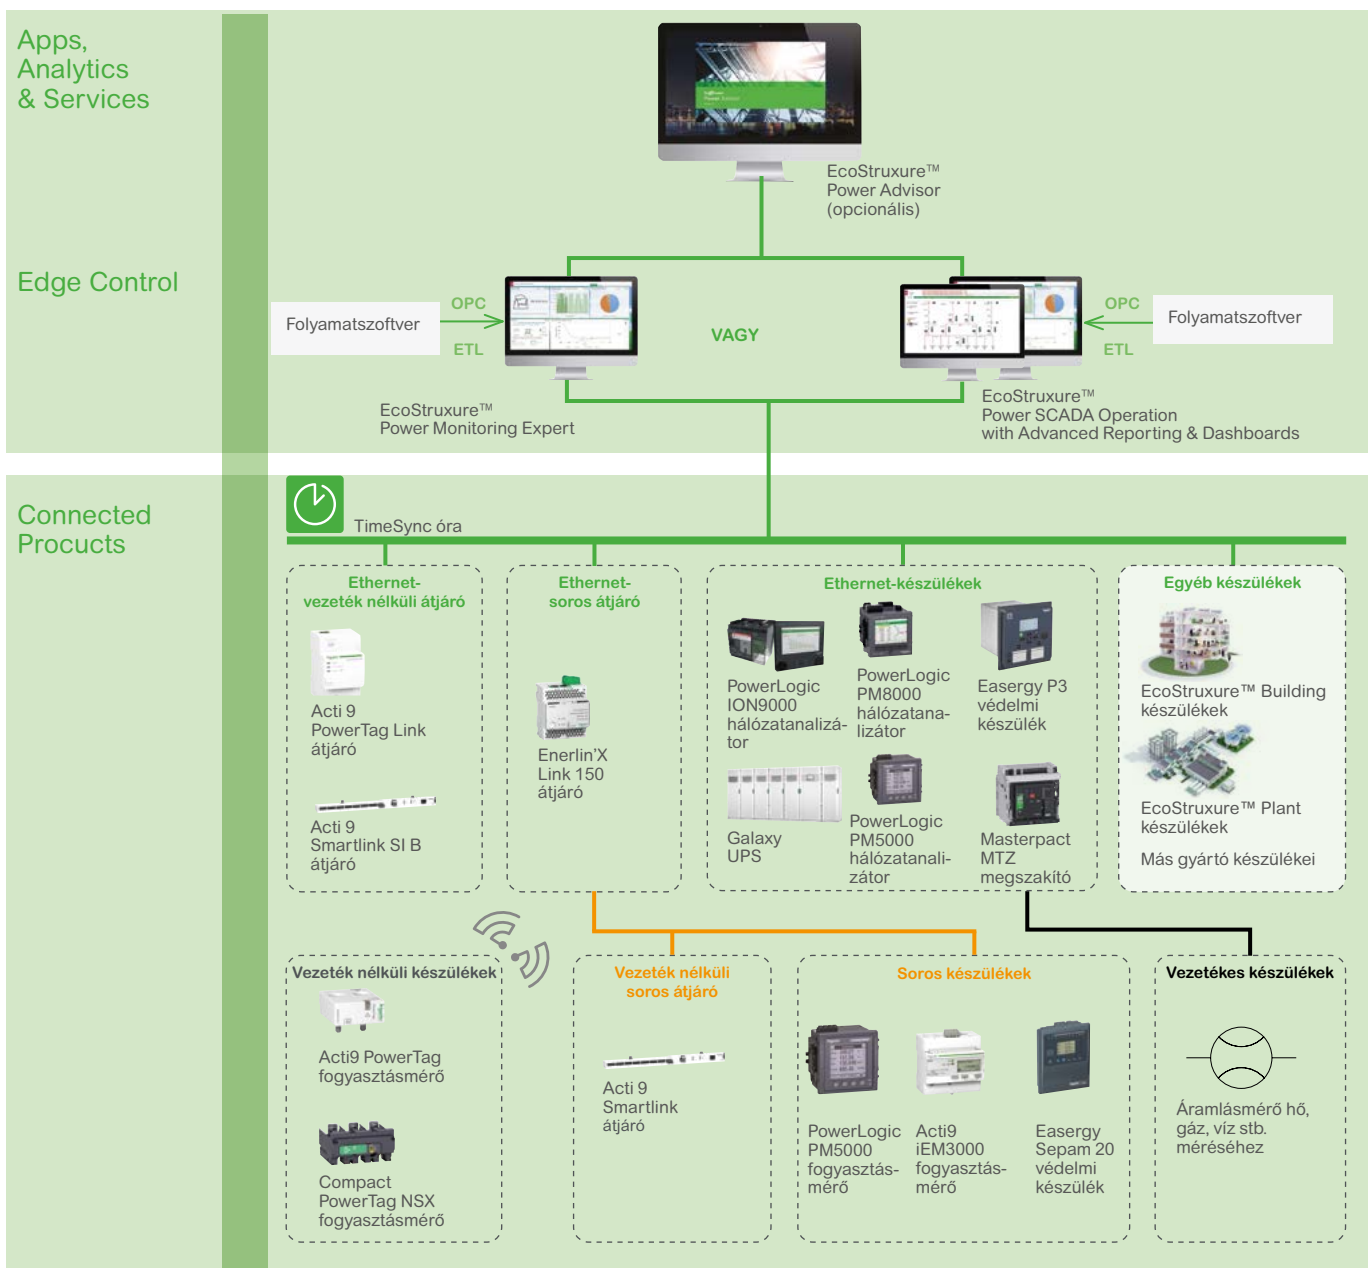 Apps,
Analytics
& Services
Power Advisor
EcoStruxure™
Power Advisor
(opcionális)
Edge Control
Folyamatszoftver
OPC
ETL
VAGY
OPC
ETL
Folyamatszoftver
EcoStruxure™
Power Monitoring Expert
EcoStruxure™
Power SCADA Operation
with Advanced Reporting & Dashboards
Connected
Procucts
TimeSync óra
Ethernet-
vezeték nélküli átjáró
Acti 9
PowerTag Link
átjáró
Acti 9
Smartlink SI B
átjáró
Ethernet-
soros átjáró
Enerlin’X
Link 150
átjáró
Ethernet-készülékek
PowerLogic
ION9000
hálózatanalizá-
tor
PowerLogic
PM8000
hálózatana-
lizátor
Easergy P3
védelmi
készülék
Galaxy
UPS
PowerLogic
PM5000
hálózatanali-
zátor
Masterpact
MTZ
megszakító
Egyéb készülékek
EcoStruxure™ Building
készülékek
EcoStruxure™ Plant
készülékek
Más gyártó készülékei
Vezeték nélküli készülékek
Acti9 PowerTag
fogyasztásmérő
Compact
PowerTag NSX
fogyasztásmérő
Vezeték nélküli
soros átjáró
Acti 9
Smartlink
átjáró
Soros készülékek
PowerLogic
PM5000
fogyasztás-
mérő
Acti9
iEM3000
fogyasztás-
mérő
Easergy
Sepam 20
védelmi
készülék
Vezetékes készülékek
Áramlásmérő hő,
gáz, víz stb.
méréséhez